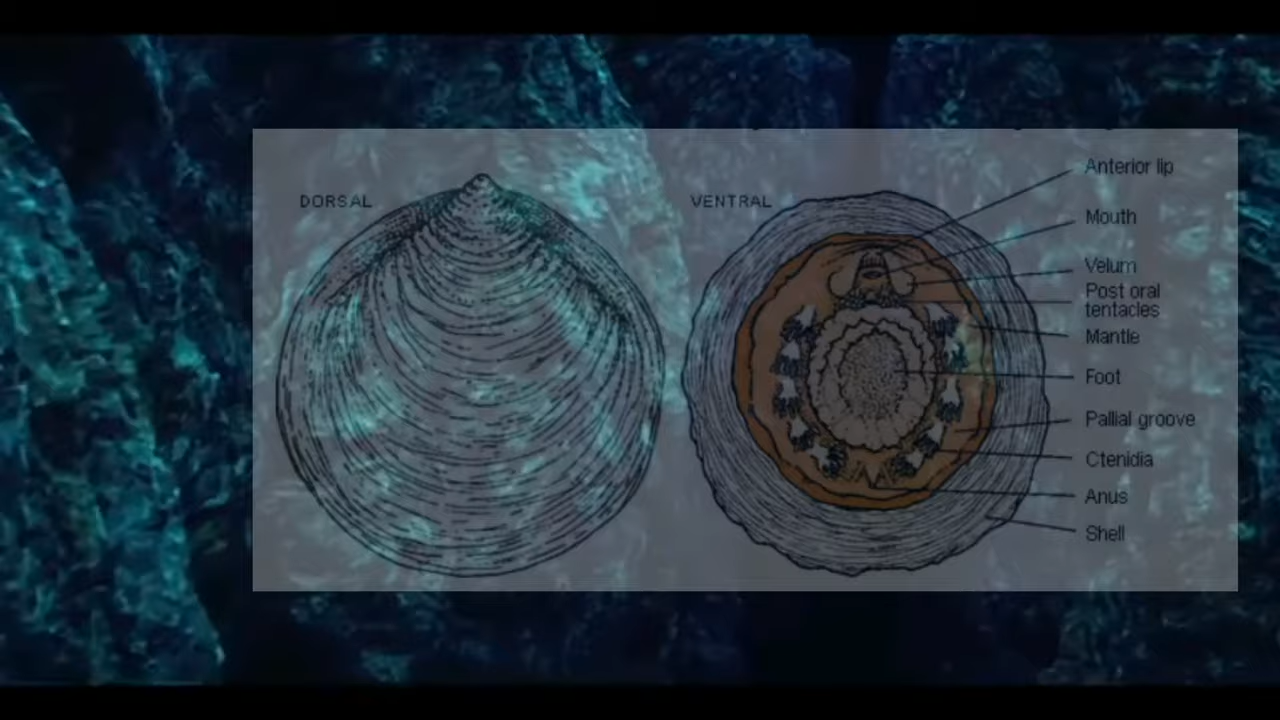 DORSAL
VENTRAL
Anterior lip
Mouth
Velum
Post oral
tentacles
Mantle
Foot
Pallial groove
Ctenidia
Anus
Shell